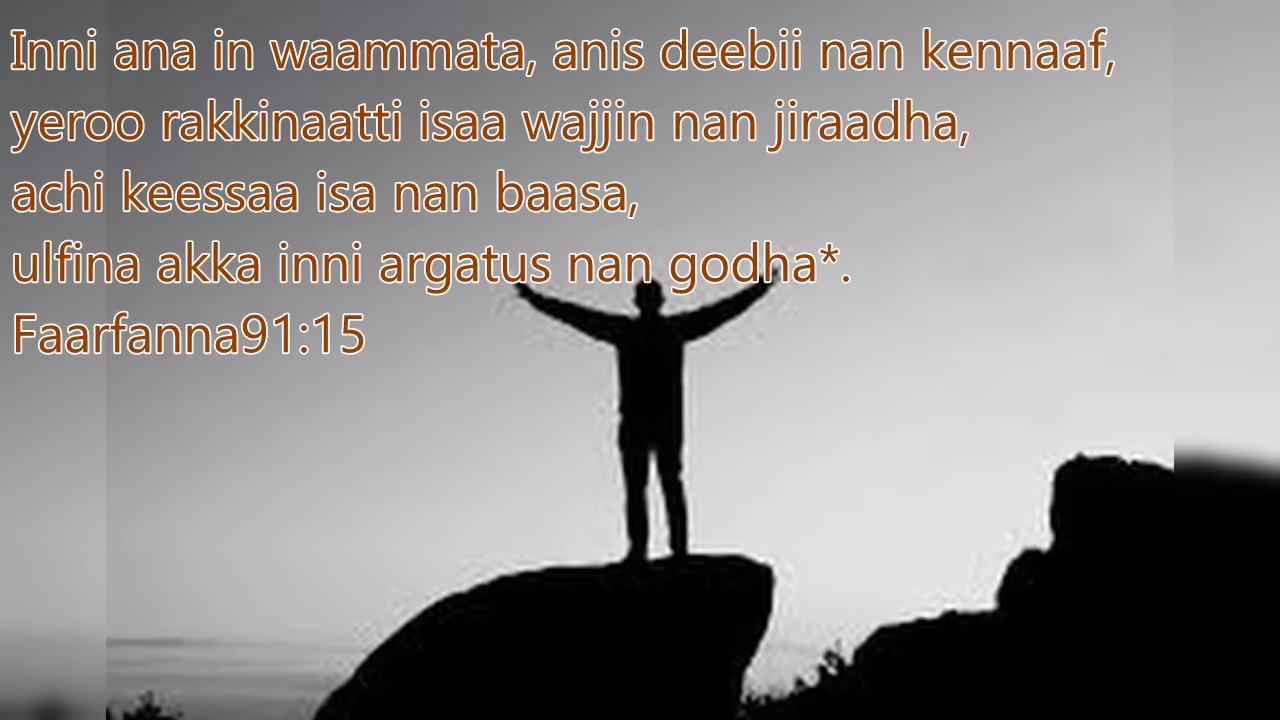 Inni ana in waammata, anis deebii nan kennaaf,
yeroo rakkinaatti isaa wajjin nan jiraadha,
achi keessaa isa nan baasa,
ulfina akka inni argatus nan godha*.
Faarfanna91:15